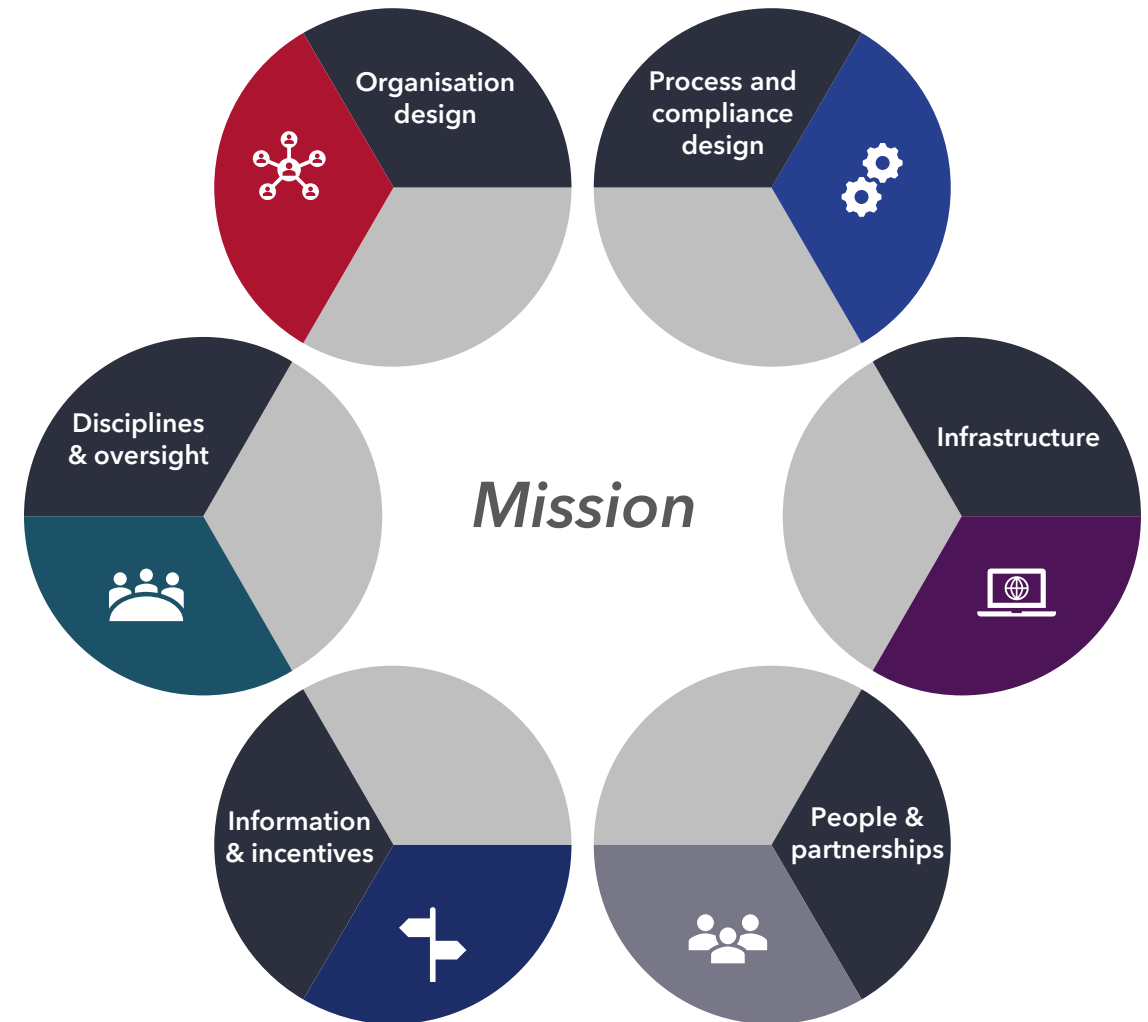 Organisation
design
Process and
compliance
design
Disciplines
& oversight
Mission
Infrastructure
Information
& incentives
People &
partnerships